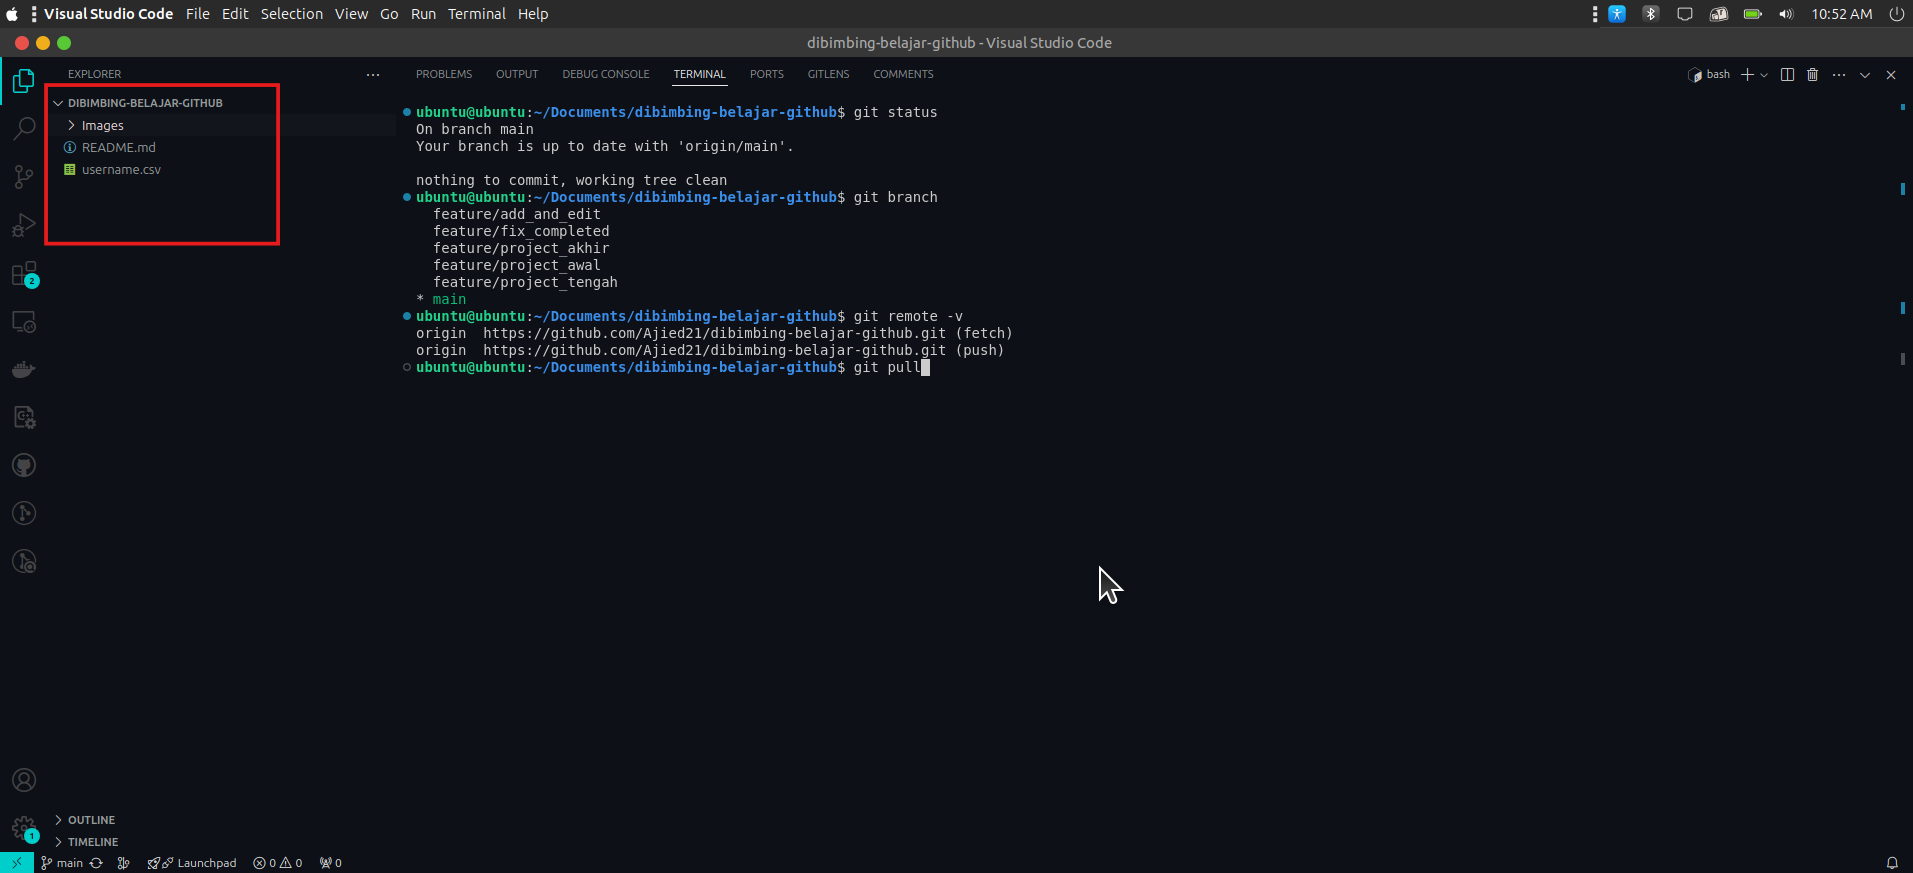 Visual Studio Code File Edit Selection View Go Run Terminal Help 10:52 AM
dibimbing-belajar-github - Visual Studio Code
EXPLORER
DIBIMBING-BELAJAR-GITHUB
Images
README.md
username.csv
OUTLINE
TIMELINE
PROBLEMS OUTPUT DEBUG CONSOLE TERMINAL PORTS GITLENS COMMENTS bash
ubuntu@ubuntu:~/Documents/dibimbing-belajar-github$ git status
On branch main
Your branch is up to date with 'origin/main'.
nothing to commit, working tree clean
ubuntu@ubuntu:~/Documents/dibimbing-belajar-github$ git branch
feature/add_and_edit
feature/fix_completed
feature/project_akhir
feature/project_awal
feature/project_tengah
* main
ubuntu@ubuntu:~/Documents/dibimbing-belajar-github$ git remote -v
origin https://github.com/Ajied21/dibimbing-belajar-github.git (fetch)
origin https://github.com/Ajied21/dibimbing-belajar-github.git (push)
ubuntu@ubuntu:~/Documents/dibimbing-belajar-github$ git pull
2
1
main Launchpad 0 0 0